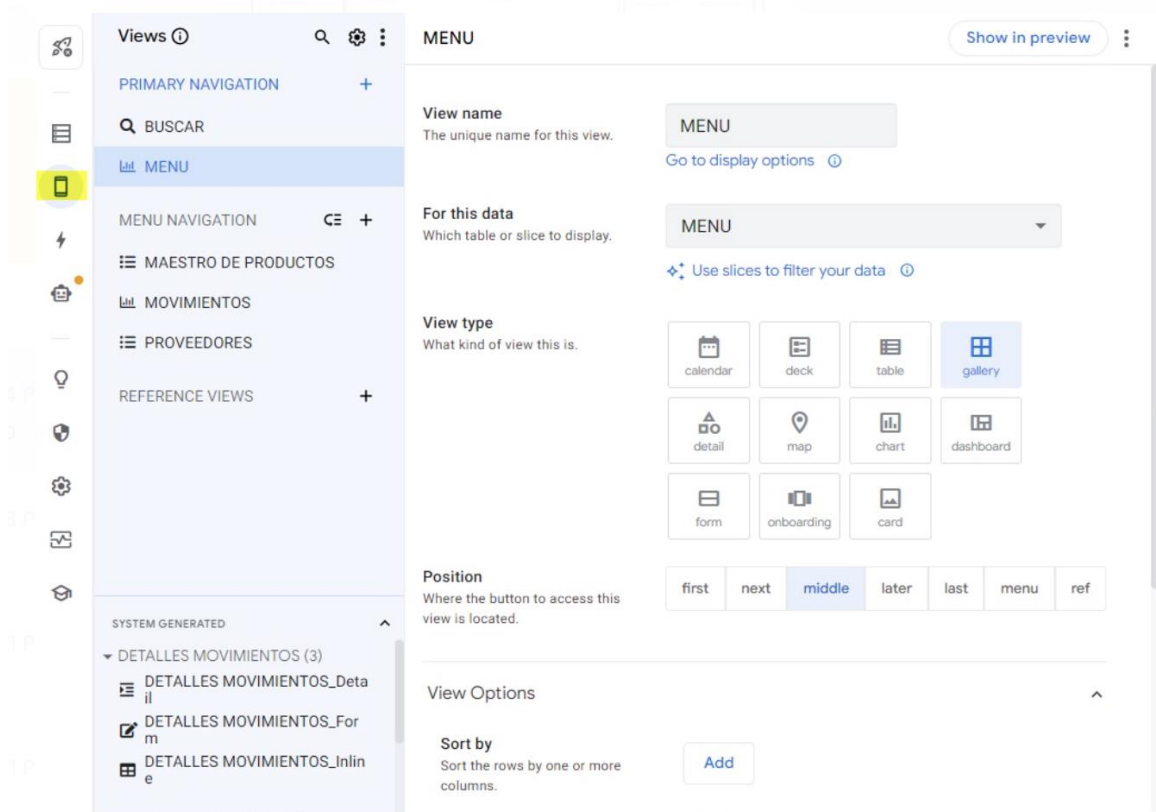 Views
PRIMARY NAVIGATION
BUSCAR
MENU
MENU NAVIGATION
MAESTRO DE PRODUCTOS
MOVIMIENTOS
PROVEEDORES
REFERENCE VIEWS
SYSTEM GENERATED
DETALLES MOVIMIENTOS (3)
DETALLES MOVIMIENTOS_Deta
il
DETALLES MOVIMIENTOS_For
m
DETALLES MOVIMIENTOS_Inlin
e
MENU
Show in preview
View name
The unique name for this view.
MENU
Go to display options
For this data
Which table or slice to display.
MENU
Use slices to filter your data
View type
What kind of view this is.
calendar
deck
table
gallery
detail
map
chart
dashboard
form
onboarding
card
Position
Where the button to access this
view is located.
first
next
middle
later
last
menu
ref
View Options
Sort by
Sort the rows by one or more
columns.
Add